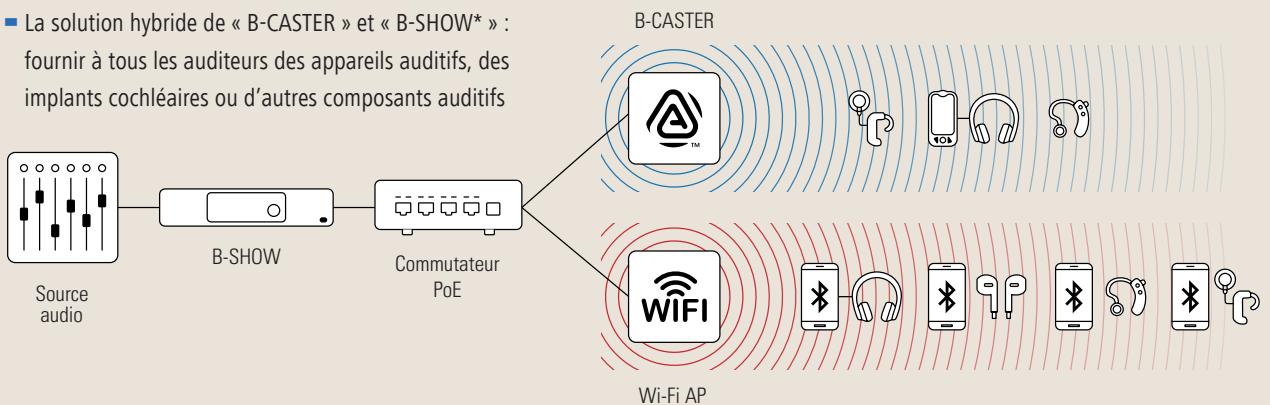 La solution hybride de « B-CASTER » et « B-SHOW* » :
fournir à tous les auditeurs des appareils auditifs, des
implants cochléaires ou d'autres composants auditifs
B-CASTER
TM
B-SHOW
Commutateur
PoE
Source
audio
WiFi
Wi-Fi AP